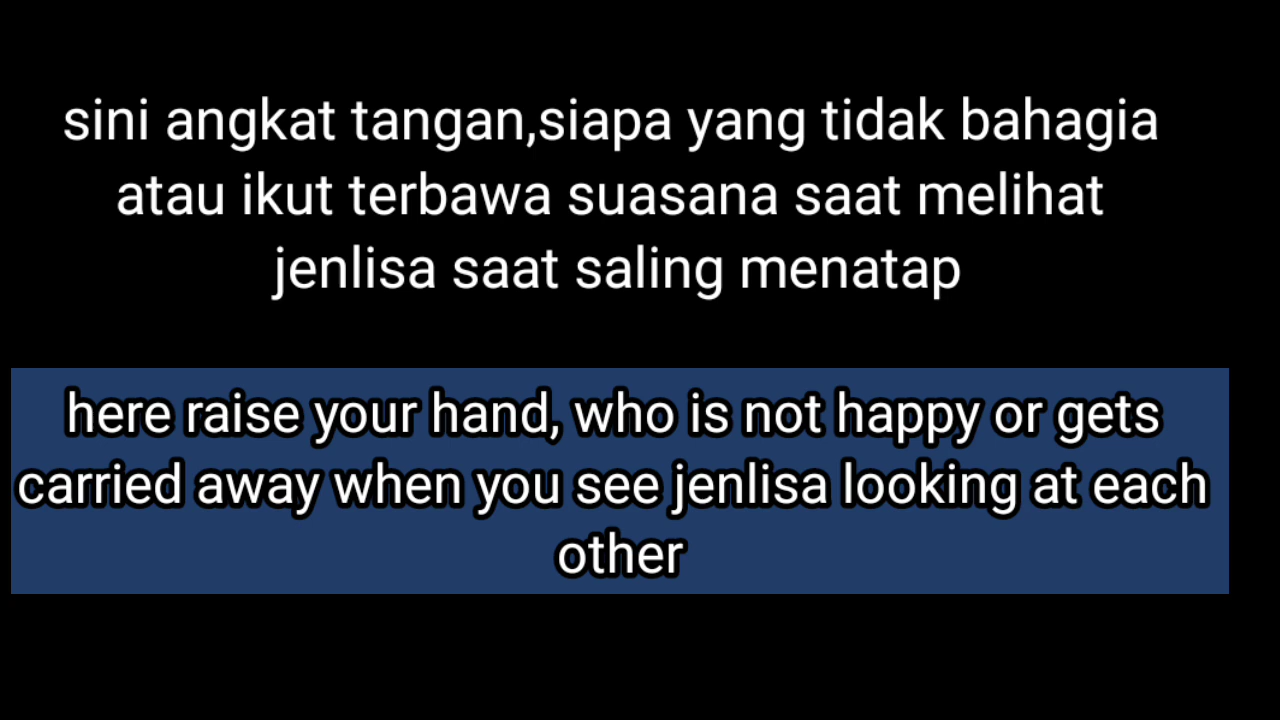 sini angkat tangan,siapa yang tidak bahagia
atau ikut terbawa suasana saat melihat
jenlisa saat saling menatap
here raise your hand, who is not happy or gets
carried away when you see jenlisa looking at each
other